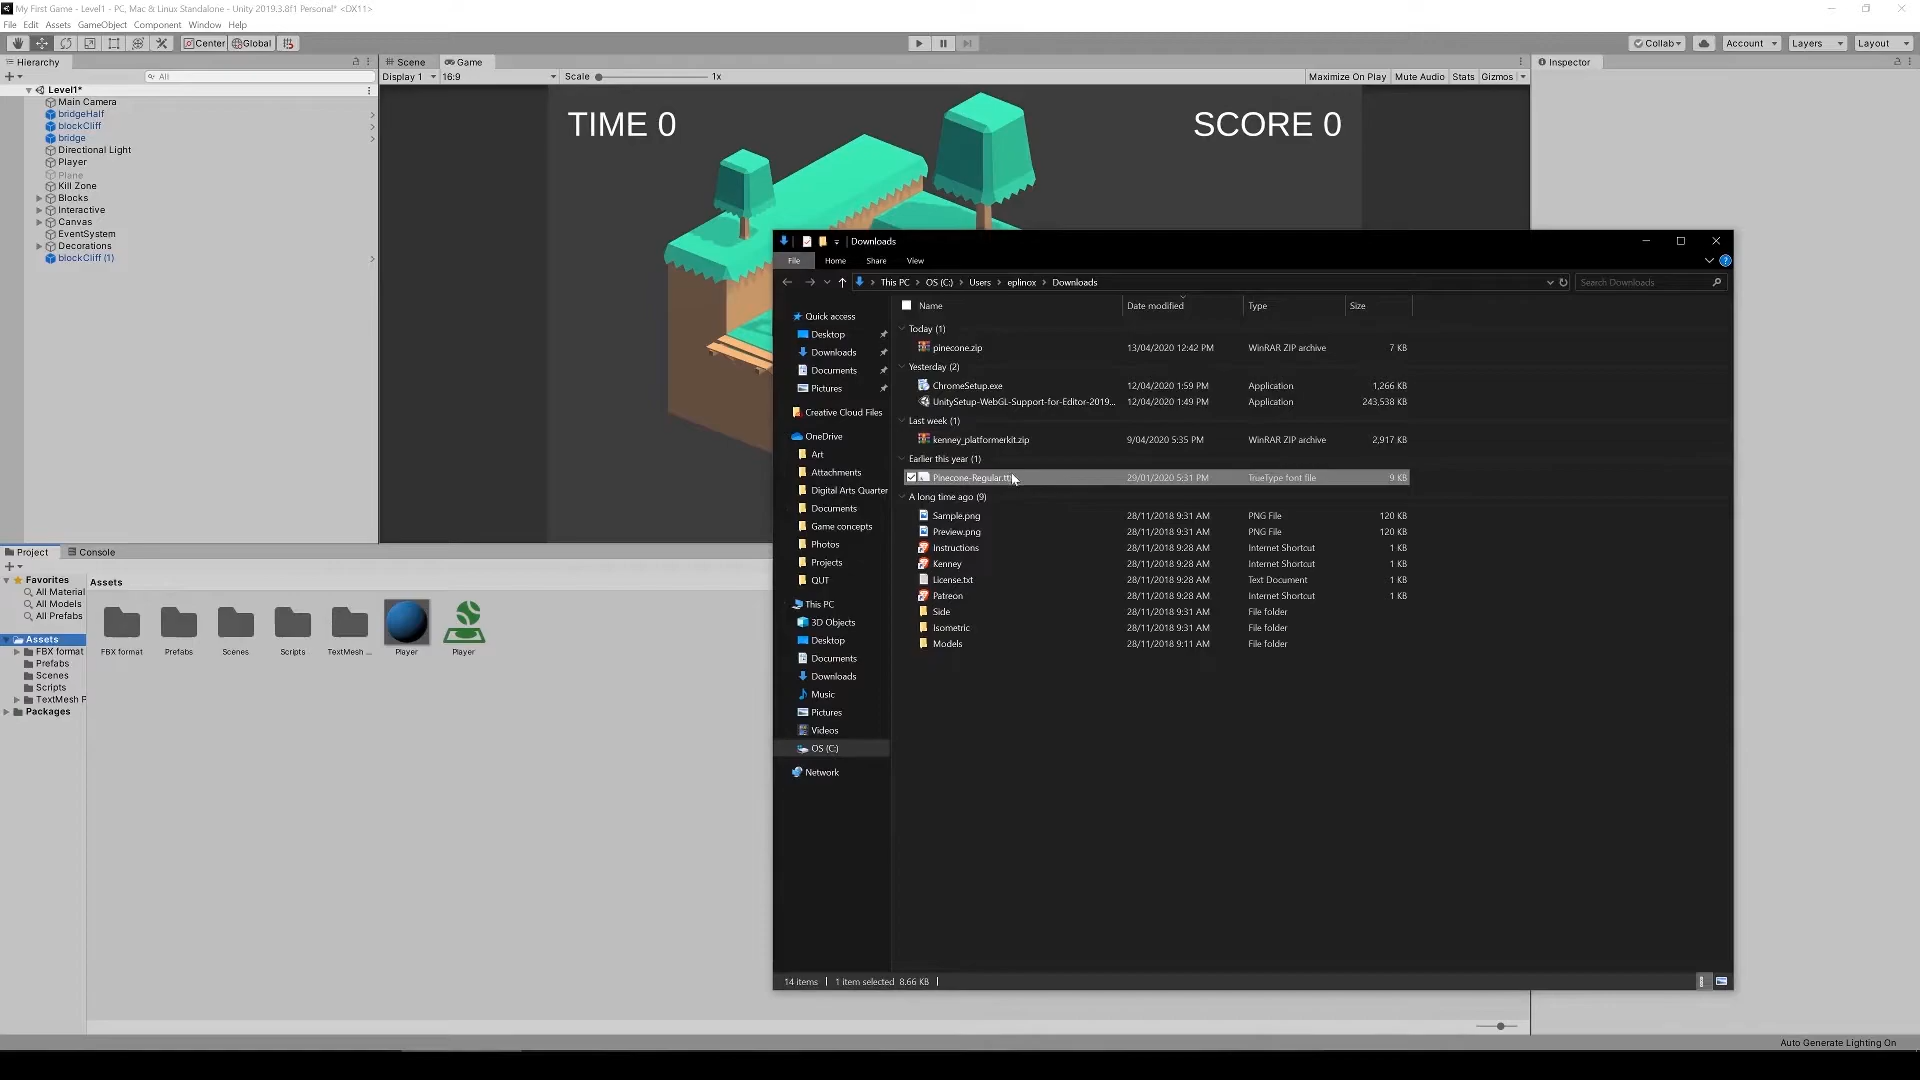 My First Game - Level1 - PC, Mac & Linux Standalone - Unity 2019.3.8f1 Personal* <DX11>
File Edit Assets GameObject Component Window Help
Center Global Collab Account Layers Layout
Hierarchy
All
Level1*
Main Camera
bridgeHalf
blockCliff
bridge
Directional Light
Player
Plane
Kill Zone
Blocks
Interactive
Canvas
EventSystem
Decorations
blockCliff (1)
Scene Game
Display 1 16:9 Scale 1x Maximize On Play Mute Audio Stats Gizmos
TIME 0 SCORE 0
Inspector
Downloads
File Home Share View
This PC > OS (C:) > Users > eplinox > Downloads
Search Downloads
Quick access
Desktop
Downloads
Documents
Pictures
Creative Cloud Files
OneDrive
Art
Attachments
Digital Arts Quarter
Documents
Game concepts
Photos
Projects
QUT
This PC
3D Objects
Desktop
Documents
Downloads
Music
Pictures
Videos
OS (C:)
Network
Name Date modified Type Size
Today (1)
pinecone.zip 13/04/2020 12:42 PM WinRAR ZIP archive 7 KB
Yesterday (2)
ChromeSetup.exe 12/04/2020 1:59 PM Application 1,266 KB
UnitySetup-WebGL-Support-for-Editor-2019... 12/04/2020 1:49 PM Application 243,538 KB
Last week (1)
kenney_platformerkit.zip 9/04/2020 5:35 PM WinRAR ZIP archive 2,917 KB
Earlier this year (1)
Pinecone-Regular.tt 29/01/2020 5:31 PM TrueType font file 9 KB
A long time ago (9)
Sample.png 28/11/2018 9:31 AM PNG File 120 KB
Preview.png 28/11/2018 9:31 AM PNG File 120 KB
Instructions 28/11/2018 9:28 AM Internet Shortcut 1 KB
Kenney 28/11/2018 9:28 AM Internet Shortcut 1 KB
License.txt 28/11/2018 9:28 AM Text Document 1 KB
Patreon 28/11/2018 9:28 AM Internet Shortcut 1 KB
Side 28/11/2018 9:31 AM File folder
Isometric 28/11/2018 9:31 AM File folder
Models 28/11/2018 9:11 AM File folder
14 items 1 item selected 8.66 KB
Project Console
Favorites
All Material
All Models
All Prefabs
Assets
FBX format
Prefabs
Scenes
Scripts
TextMesh P
Packages
Assets
FBX format Prefabs Scenes Scripts TextMesh ... Player Player
Auto Generate Lighting On